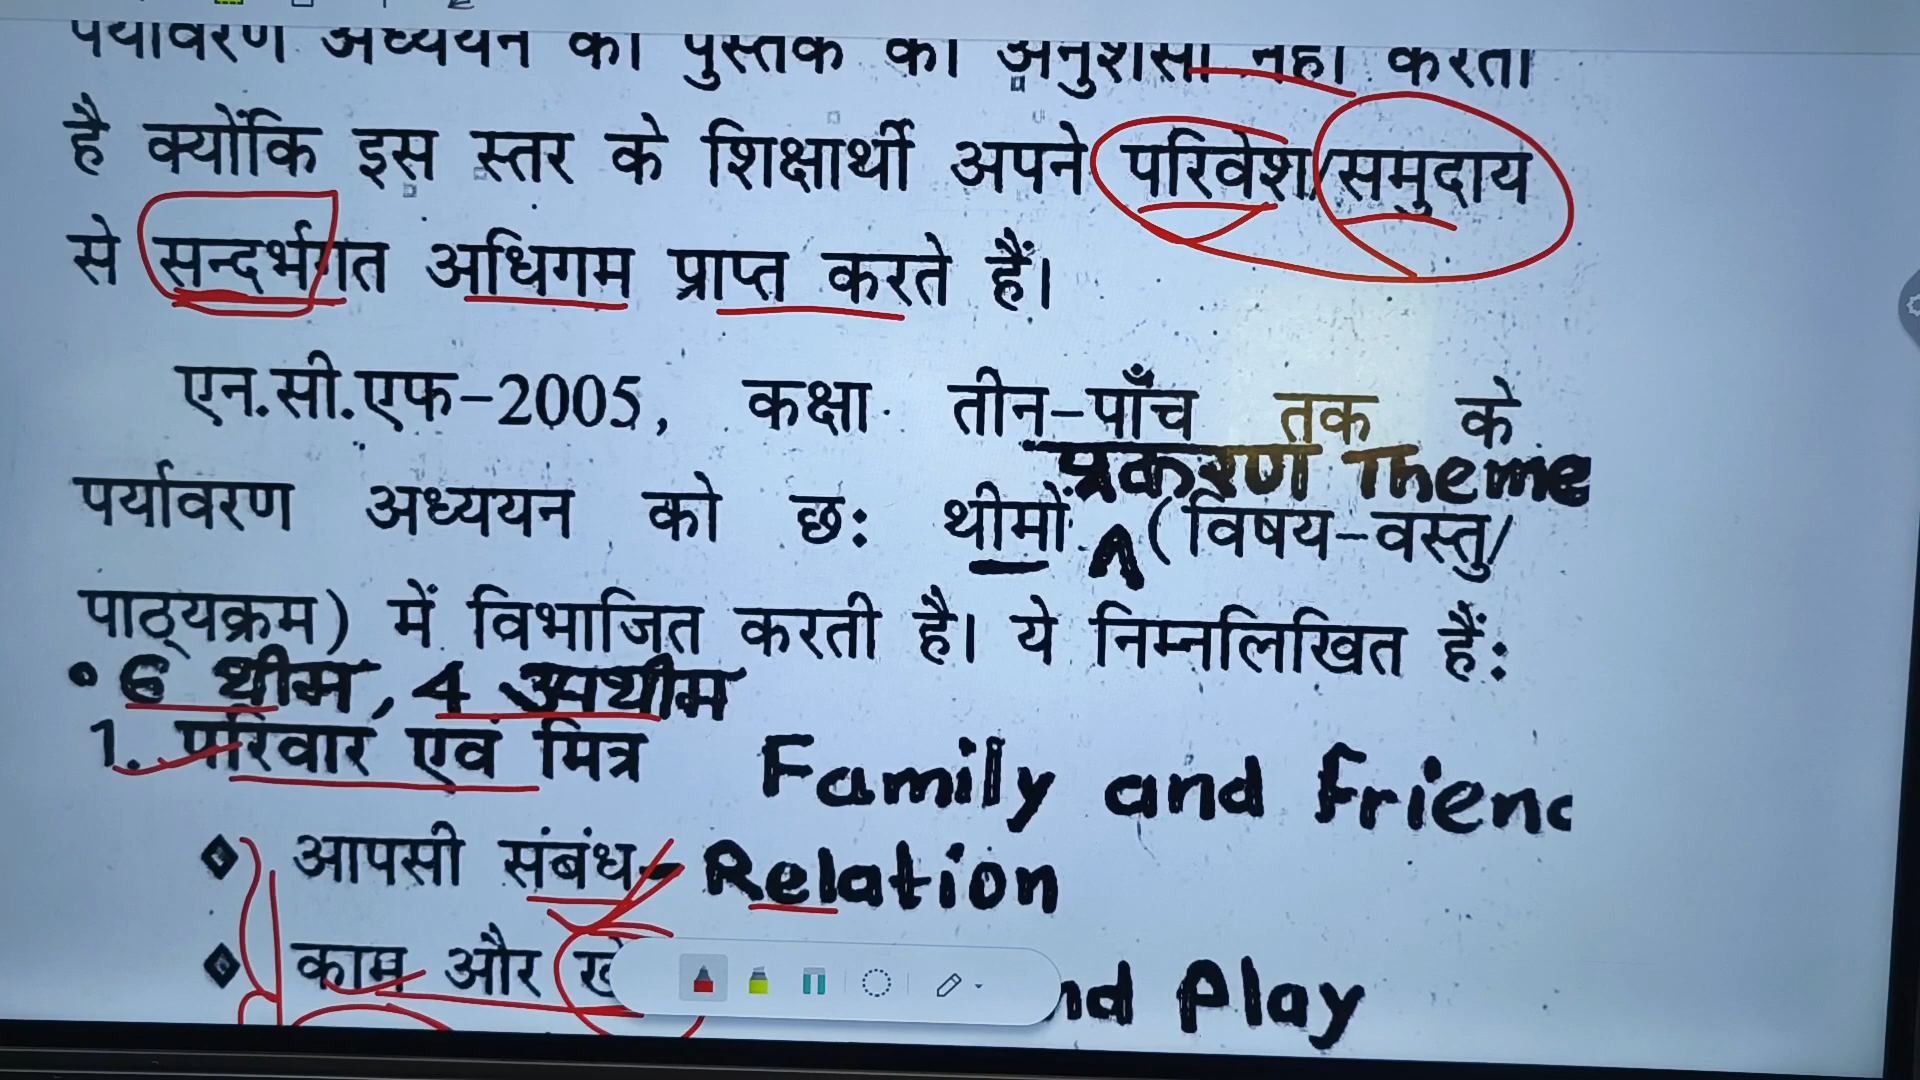 पर्यावरण अध्ययन की पुस्तक की अनुशंसा नहीं करता
है क्योंकि इस स्तर के शिक्षार्थी अपने परिवेश/समुदाय
से सन्दर्भगत अधिगम प्राप्त करते हैं।
एन.सी.एफ-2005, कक्षा तीन-पाँच तक के
प्रकरण Theme
पर्यावरण अध्ययन को छः थीमों (विषय-वस्तु/
पाठ्यक्रम) में विभाजित करती है। ये निम्नलिखित हैं:
• 6 थीम, 4 उपथीम
1. परिवार एवं मित्र Family and Frien
आपसी संबंध- Relation
काम और nd Play